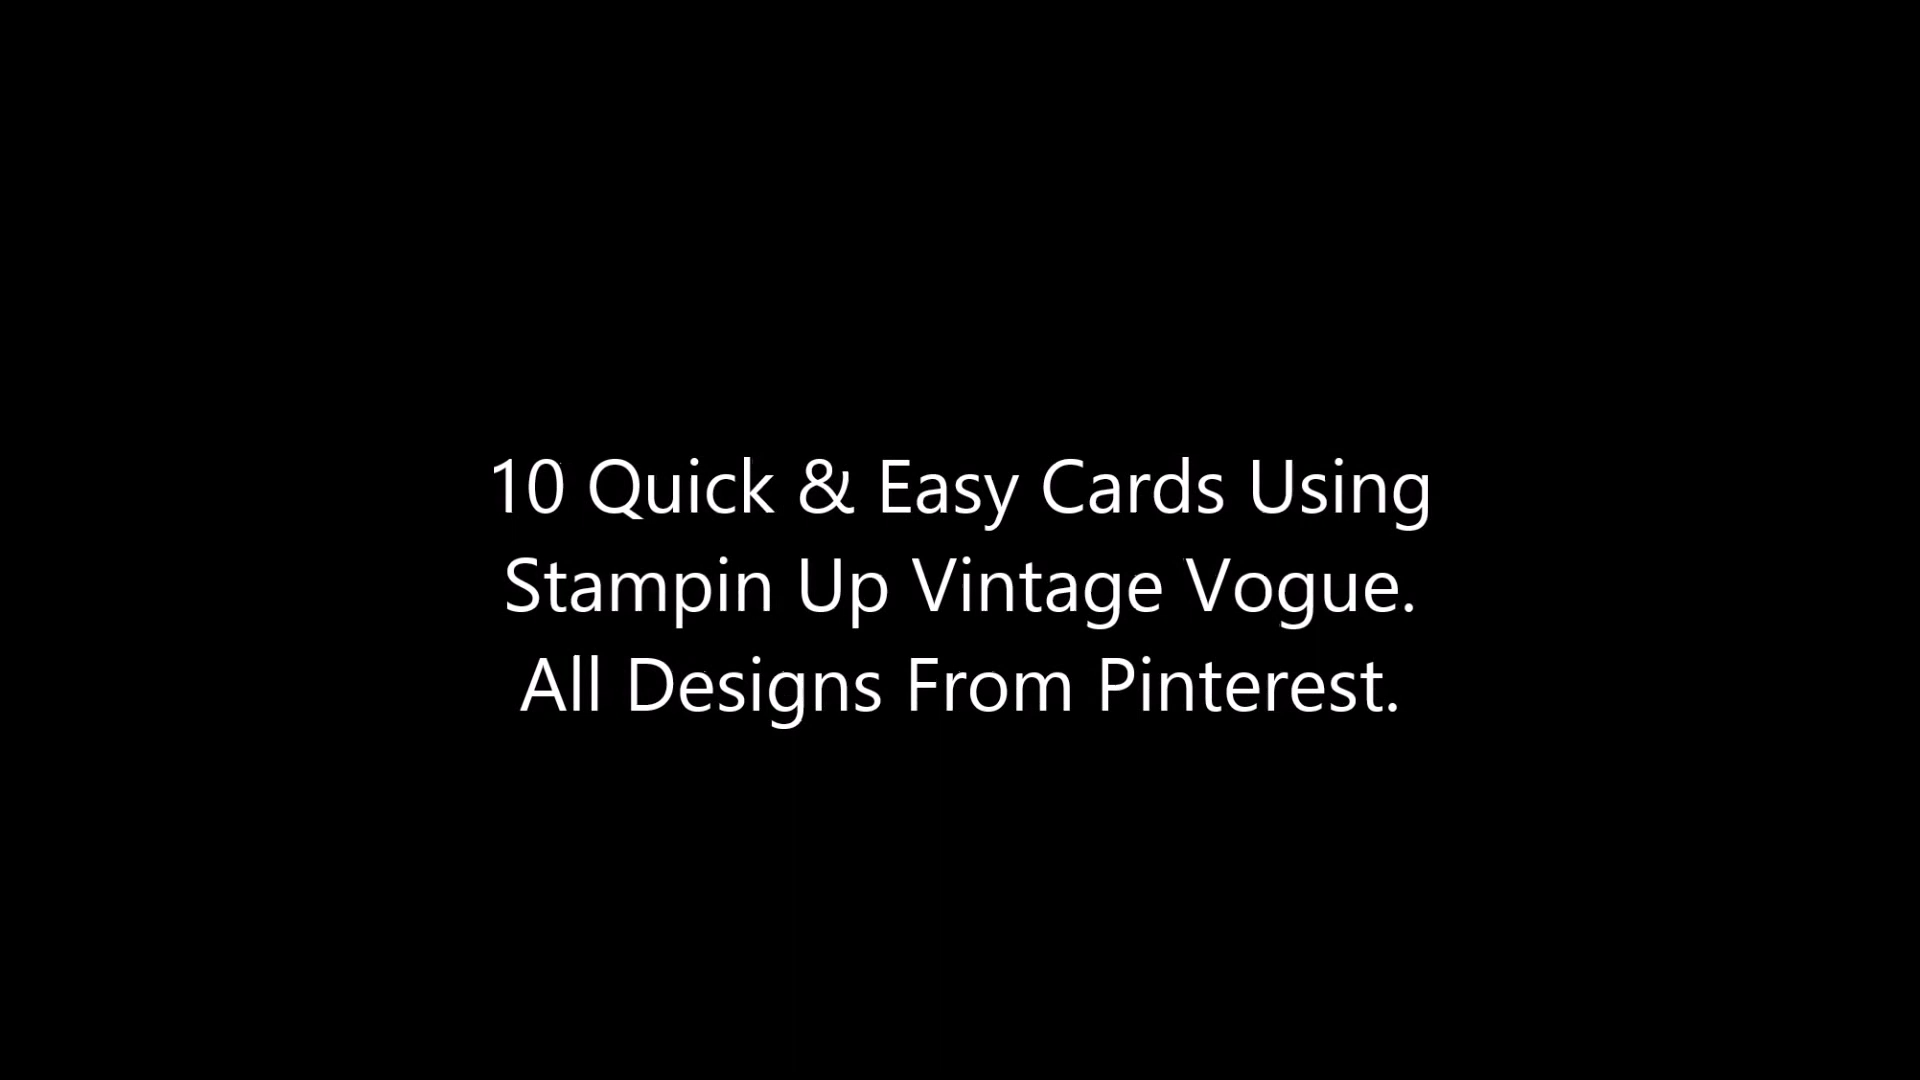 10 Quick & Easy Cards Using
Stampin Up Vintage Vogue.
All Designs From Pinterest.